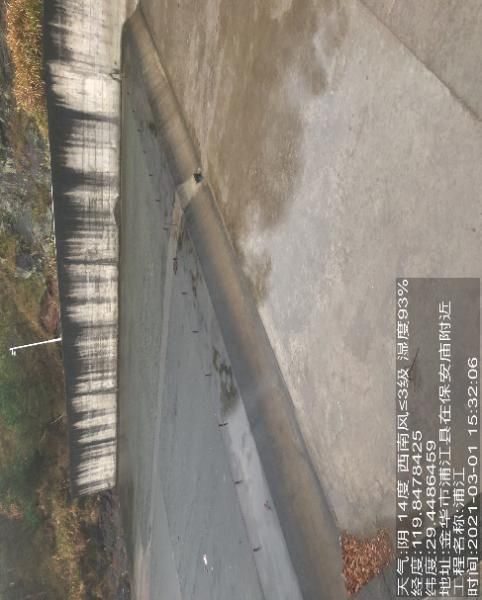 天气:阴 14度 西南风≤3级 湿度93%
经度:119.8478425
纬度:29.4486459
地址:金华市浦江县在保安庙附近
工程名称:浦江
时间:2021-03-01 15:32:06